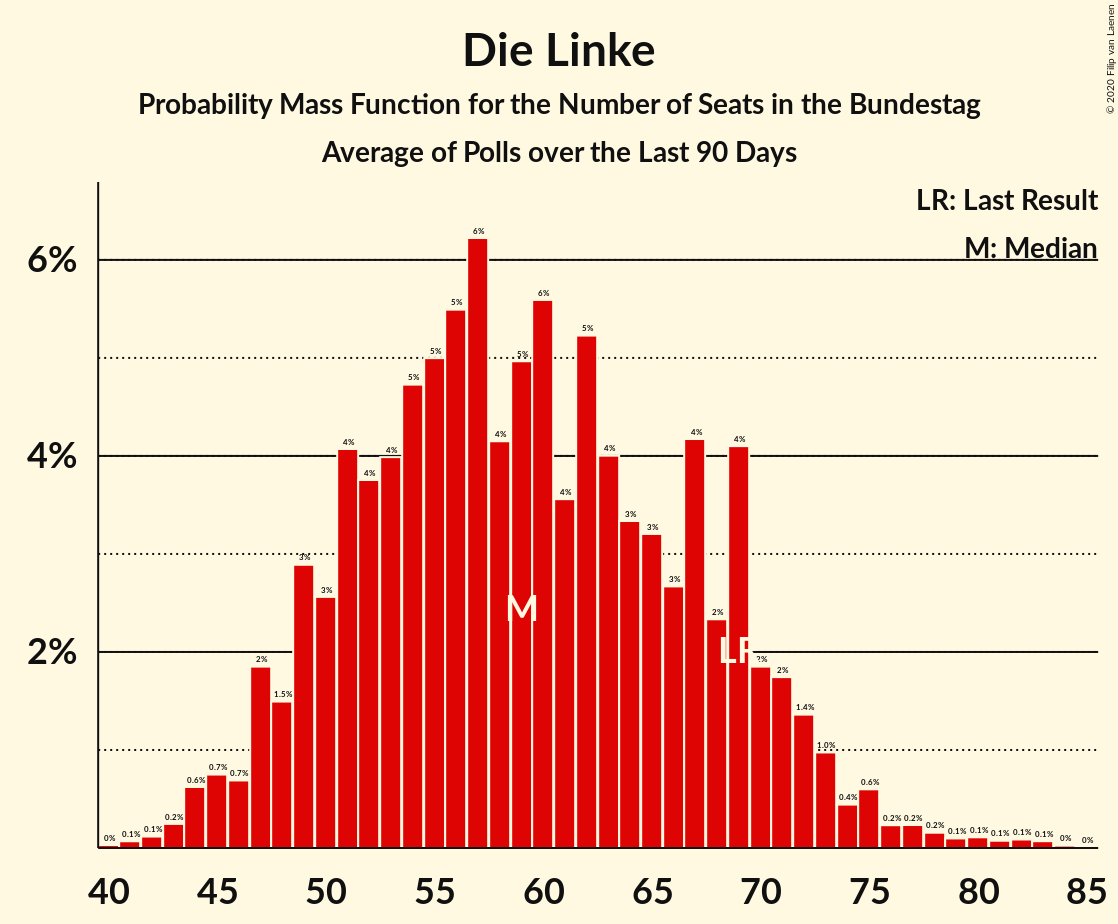 © 2020 Filip van Laenen
Die Linke
Probability Mass Function for the Number of Seats in the Bundestag
Average of Polls over the Last 90 Days
LR: Last Result
M: Median
6%
4%
2%
0% 0.1% 0.1% 0.2% 0.6% 0.7% 0.7% 2% 1.5% 3% 3% 4% 4% 4% 5% 5% 5% 6% 4% 5% 6% 4% 5% 4% 3% 3% 3% 4% 2% 4% 2% 2% 1.4% 1.0% 0.4% 0.6% 0.2% 0.2% 0.2% 0.1% 0.1% 0.1% 0.1% 0.1% 0% 0%
M
LR
40 45 50 55 60 65 70 75 80 85